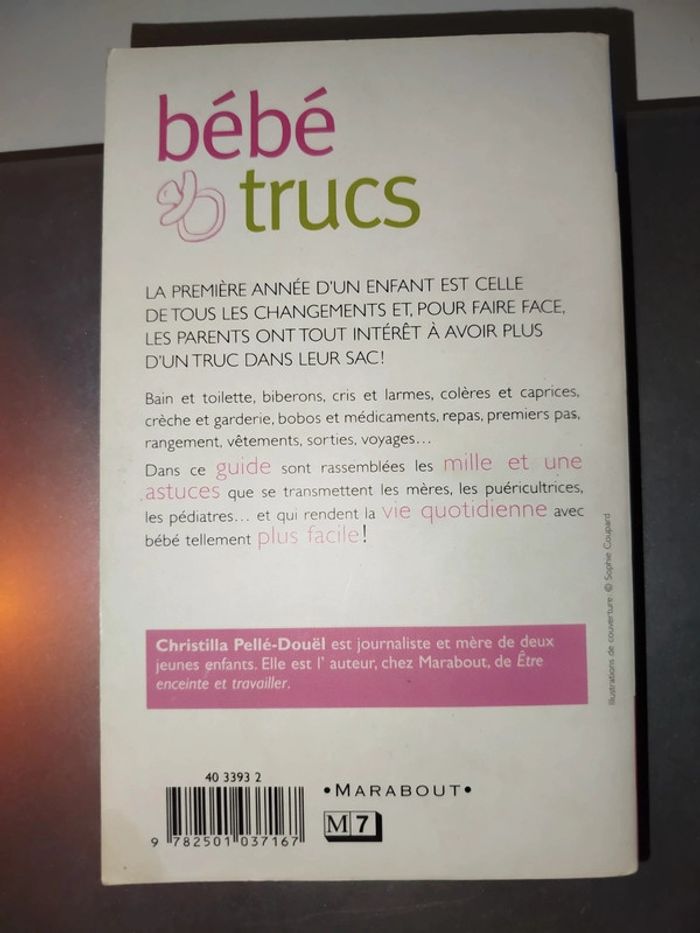 bébé
trucs
LA PREMIÈRE ANNÉE D'UN ENFANT EST CELLE
DE TOUS LES CHANGEMENTS ET, POUR FAIRE FACE,
LES PARENTS ONT TOUT INTÉRÊT À AVOIR PLUS
D'UN TRUC DANS LEUR SAC!
Bain et toilette, biberons, cris et larmes, colères et caprices,
crèche et garderie, bobos et médicaments, repas, premiers pas,
rangement, vêtements, sorties, voyages...
Dans ce guide sont rassemblées les mille et une
astuces que se transmettent les mères, les puéricultrices,
les pédiatres... et qui rendent la vie quotidienne avec
bébé tellement plus facile!
Illustrations de couverture: © Sophie Coupard
Christilla Pellé-Douël est journaliste et mère de deux
jeunes enfants. Elle est l' auteur, chez Marabout, de Être
enceinte et travailler.
40 3393 2
9 782501 037167
•MARABOUT•
M 7